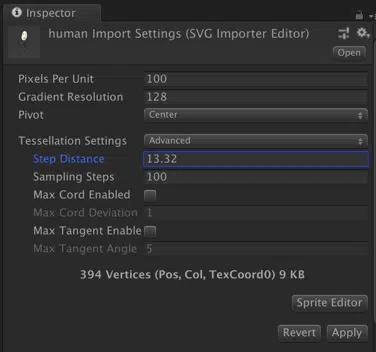 Inspector
human Import Settings (SVG Importer Editor)
Open
Pixels Per Unit 100
Gradient Resolution 128
Pivot Center
Tessellation Settings Advanced
Step Distance 13.32
Sampling Steps 100
Max Cord Enabled
Max Cord Deviation 1
Max Tangent Enable
Max Tangent Angle 5
394 Vertices (Pos, Col, TexCoord0) 9 KB
Sprite Editor
Revert Apply